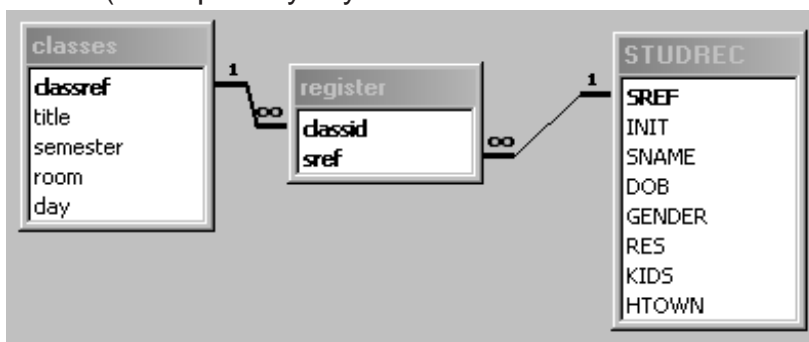 classes
classref
title
semester
room
day
1
∞
register
classid
sref
∞
1
STUDREC
SREF
INIT
SNAME
DOB
GENDER
RES
KIDS
HTOWN